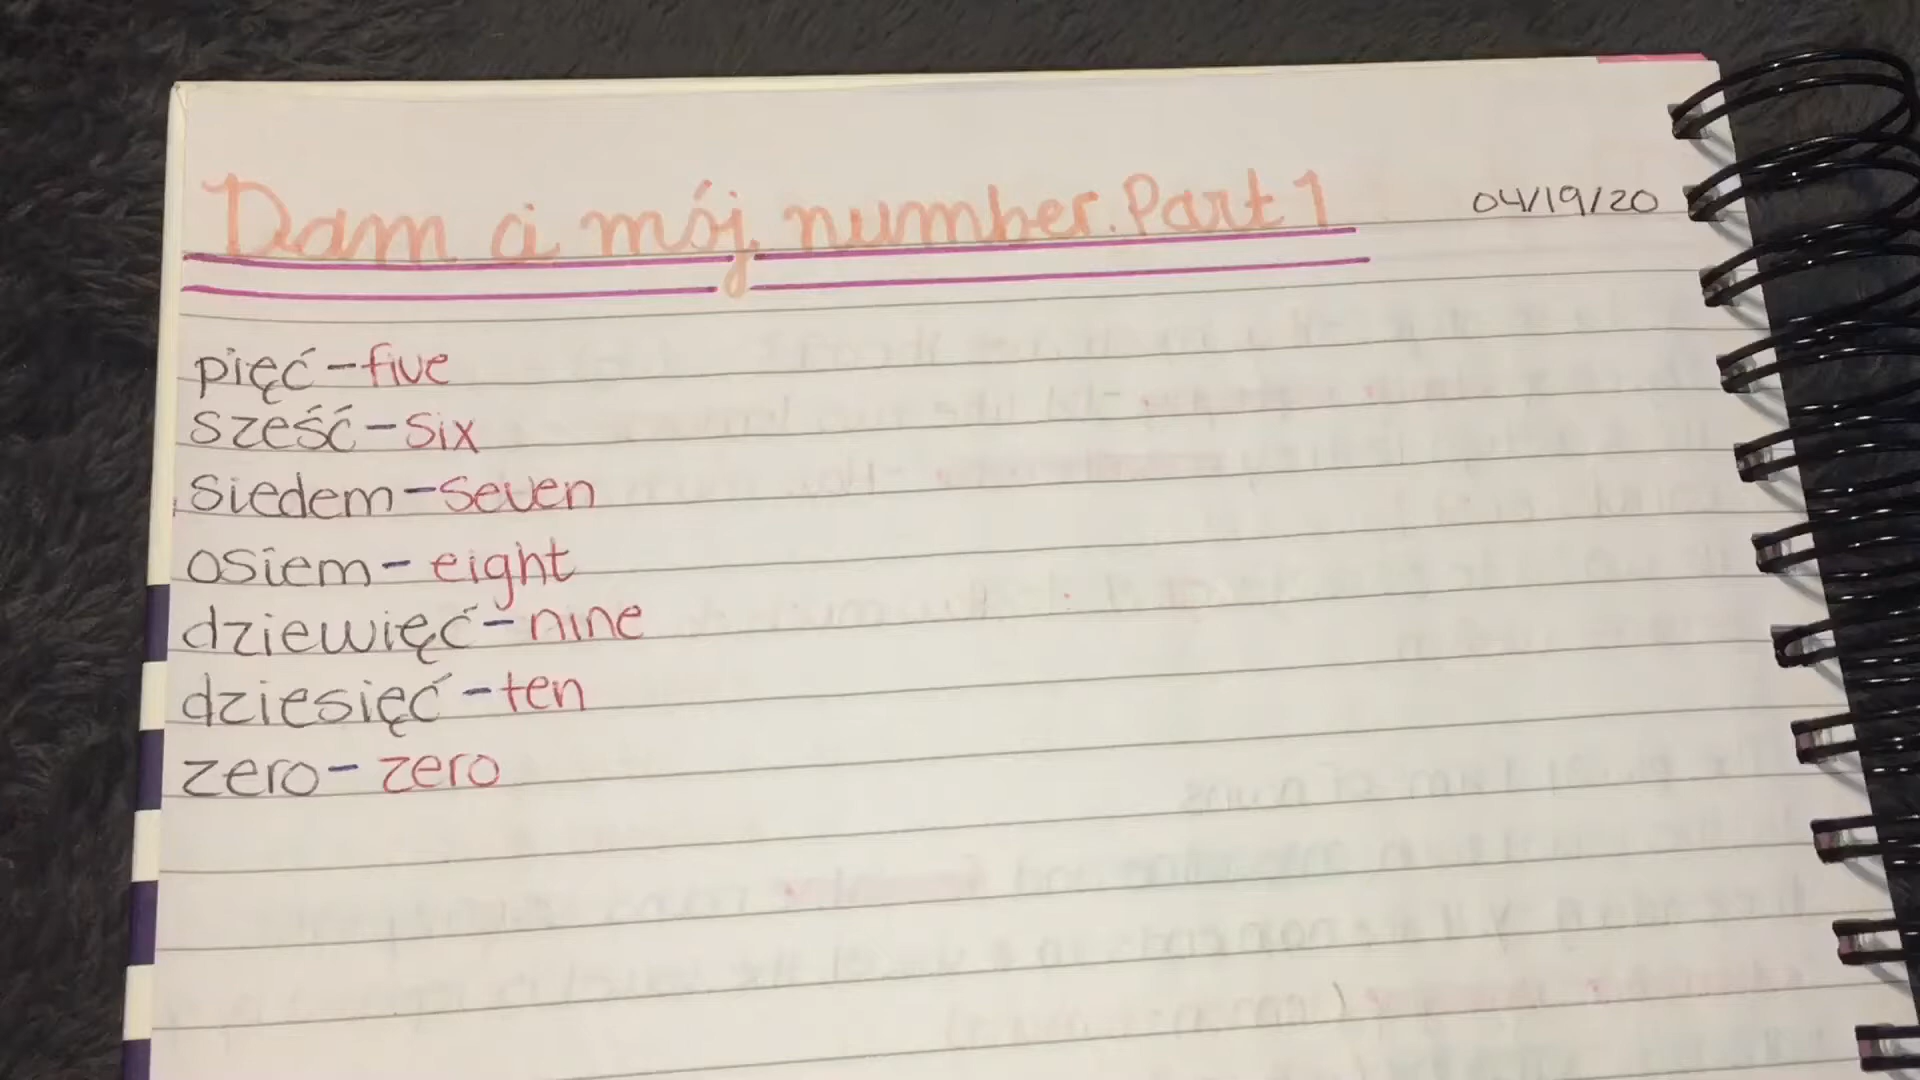 Dam ci mój number. Part 1
04/19/20
pięć-five
sześć-six
siedem-seven
osiem-eight
dziewięć-nine
dziesięć-ten
zero-zero